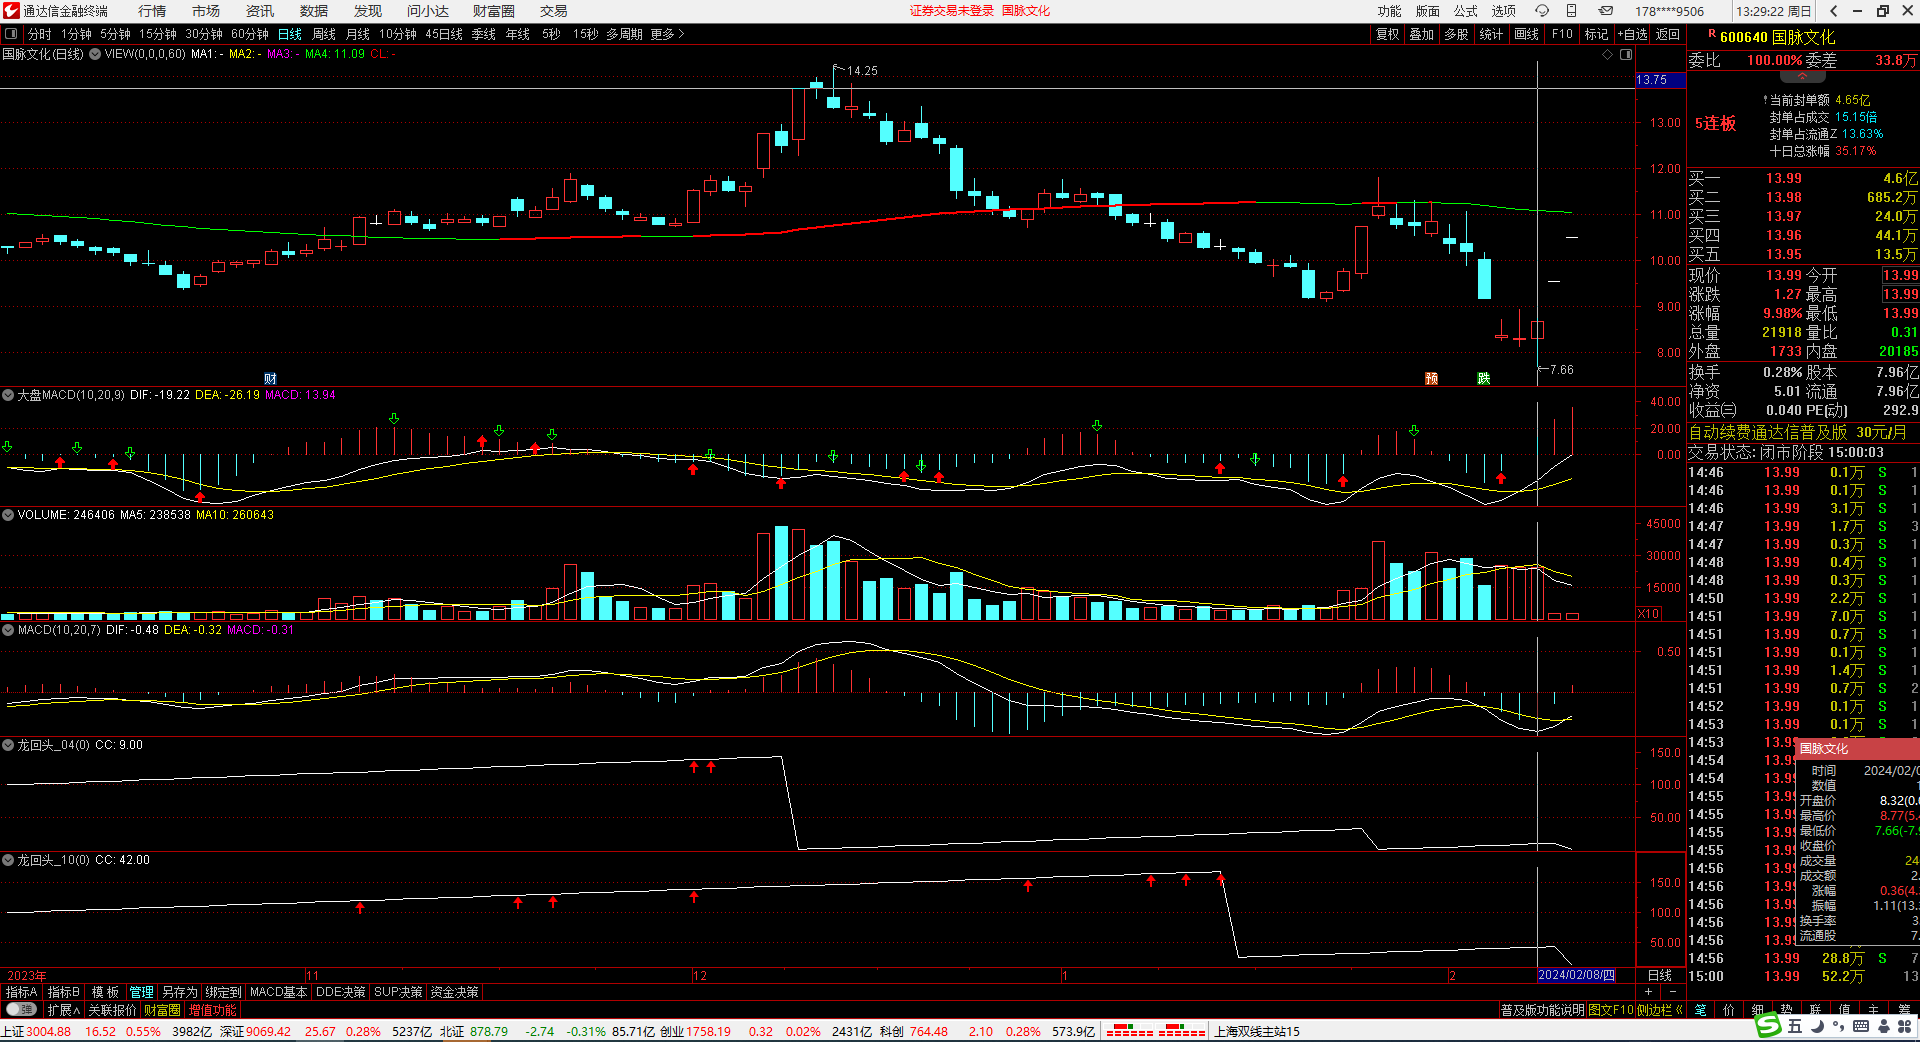 通达信金融终端 行情 市场 资讯 数据 发现 问小达 财富圈 交易 证券交易未登录 国脉文化 功能 版面 公式 选项 178****9506 13:29:22 周日
分时 1分钟 5分钟 15分钟 30分钟 60分钟 日线 周线 月线 10分钟 45日线 季线 年线 5秒 15秒 多周期 更多> 复权 叠加 多股 统计 画线 F10 标记 +自选 返回
R 600640 国脉文化
国脉文化(日线) VIEW(0,0,0,60) MA1: - MA2: - MA3: - MA4: 11.09 CL: -
委比 100.00% 委差 33.8万
14.25
13.75
13.00
12.00
11.00
10.00
9.00
8.00
7.66
财 预 跌
5连板
当前封单额 4.65亿
封单占成交 15.15倍
封单占流通Z 13.63%
十日总涨幅 35.17%
买一 13.99 4.6亿
买二 13.98 685.2万
买三 13.97 24.0万
买四 13.96 44.1万
买五 13.95 13.5万
现价 13.99 今开 13.99
涨跌 1.27 最高 13.99
涨幅 9.98% 最低 13.99
总量 21918 量比 0.31
外盘 1733 内盘 20185
换手 0.28% 股本 7.96亿
净资 5.01 流通 7.96亿
收益㈢ 0.040 PE(动) 292.9
自动续费通达信普及版 30元/月
交易状态: 闭市阶段 15:00:03
大盘MACD(10,20,9) DIF: -19.22 DEA: -26.19 MACD: 13.94
40.00
20.00
0.00
VOLUME: 246406 MA5: 238538 MA10: 260643
45000
30000
15000
X10
MACD(10,20,7) DIF: -0.48 DEA: -0.32 MACD: -0.31
0.50
龙回头_04(0) CC: 9.00
150.0
100.0
50.00
龙回头_10(0) CC: 42.00
150.0
100.0
50.00
14:46 13.99 0.1万 S 1
14:46 13.99 0.1万 S 1
14:46 13.99 3.1万 S 1
14:47 13.99 1.7万 S 3
14:47 13.99 0.3万 S 1
14:48 13.99 0.4万 S 1
14:48 13.99 0.3万 S 1
14:50 13.99 2.2万 S 1
14:51 13.99 7.0万 S 1
14:51 13.99 0.7万 S 1
14:51 13.99 0.1万 S 1
14:51 13.99 1.4万 S 1
14:51 13.99 0.7万 S 2
14:52 13.99 0.1万 S 1
14:53 13.99 0.1万 S 1
14:53 13.99
14:54 13.99
14:54 13.99
14:55 13.99
14:55 13.99
14:55 13.99
14:55 13.99
14:56 13.99
14:56 13.99
14:56 13.99
14:56 13.99
14:56 13.99
14:56 13.99 28.8万 S 7
15:00 13.99 52.2万 13
国脉文化
时间 2024/02/0
数值
开盘价 8.32(0.
最高价 8.77(5.
最低价 7.66(-7.
收盘价
成交量 24
成交额 2.
涨幅 0.36(4.
振幅 1.11(13.
换手率 3
流通股 7.
2023年 11 12 1 2 2024/02/08/四 日线
指标A 指标B 模板 管理 另存为 绑定到 MACD基本 DDE决策 SUP决策 资金决策 + −
弹 扩展∧ 关联报价 财富圈 增值功能 普及版功能说明 图文F10 侧边栏《 笔 价 细 势 联 值 主 筹
上证3004.88 16.52 0.55% 3982亿 深证9069.42 25.67 0.28% 5237亿 北证 878.79 -2.74 -0.31% 85.71亿 创业1758.19 0.32 0.02% 2431亿 科创 764.48 2.10 0.28% 573.9亿 上海双线主站15
五